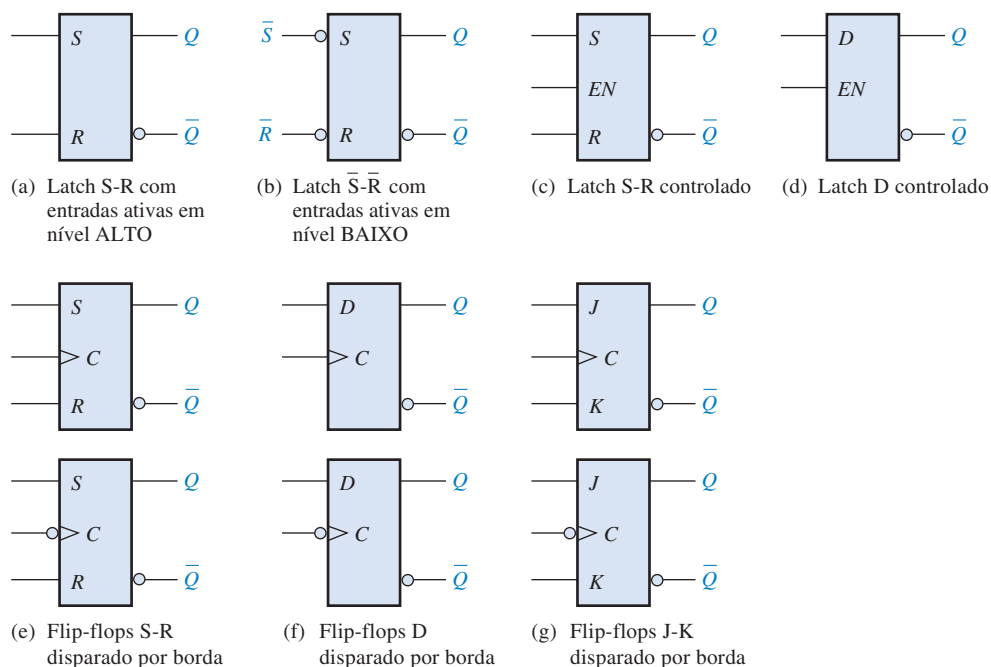 S Q
R Q̅
S̅ S Q
R̅ R Q̅
S Q
EN
R Q̅
D Q
EN
Q̅
(a) Latch S-R com
entradas ativas em
nível ALTO
(b) Latch S̅-R̅ com
entradas ativas em
nível BAIXO
(c) Latch S-R controlado
(d) Latch D controlado
S Q
C
R Q̅
D Q
C
Q̅
J Q
C
K Q̅
S Q
C
R Q̅
D Q
C
Q̅
J Q
C
K Q̅
(e) Flip-flops S-R
disparado por borda
(f) Flip-flops D
disparado por borda
(g) Flip-flops J-K
disparado por borda